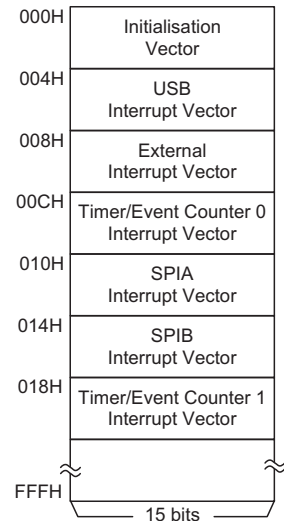 000H
Initialisation
Vector
004H
USB
Interrupt Vector
008H
External
Interrupt Vector
00CH
Timer/Event Counter 0
Interrupt Vector
010H
SPIA
Interrupt Vector
014H
SPIB
Interrupt Vector
018H
Timer/Event Counter 1
Interrupt Vector
FFFH
15 bits